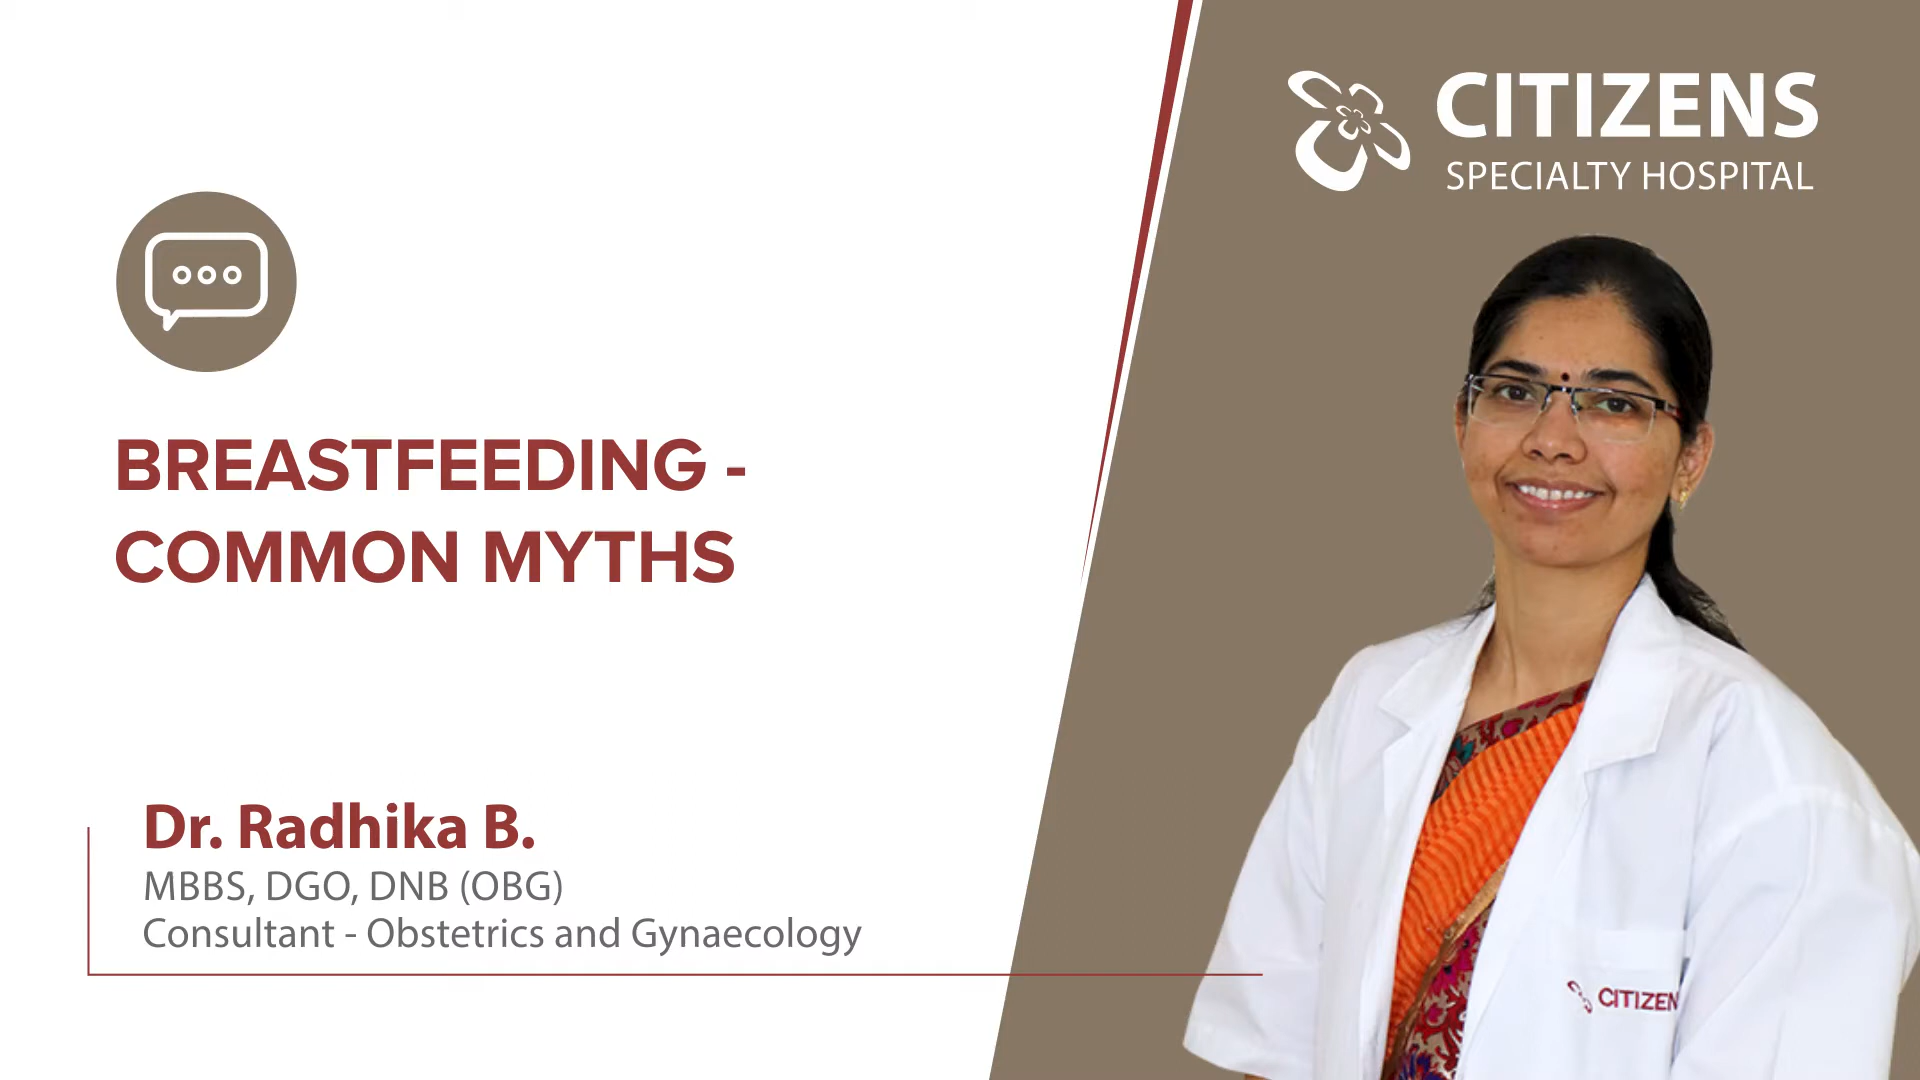 CITIZENS
SPECIALTY HOSPITAL
BREASTFEEDING -
COMMON MYTHS
Dr. Radhika B.
MBBS, DGO, DNB (OBG)
Consultant - Obstetrics and Gynaecology
CITIZEN